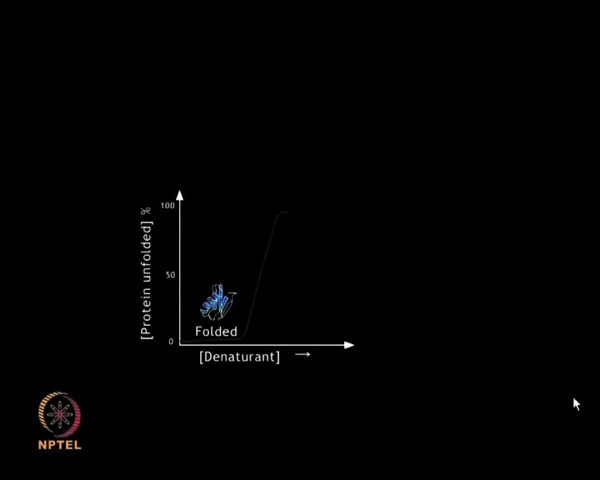 100
[Protein unfolded] %
50
Folded
0
[Denaturant] →
NPTEL